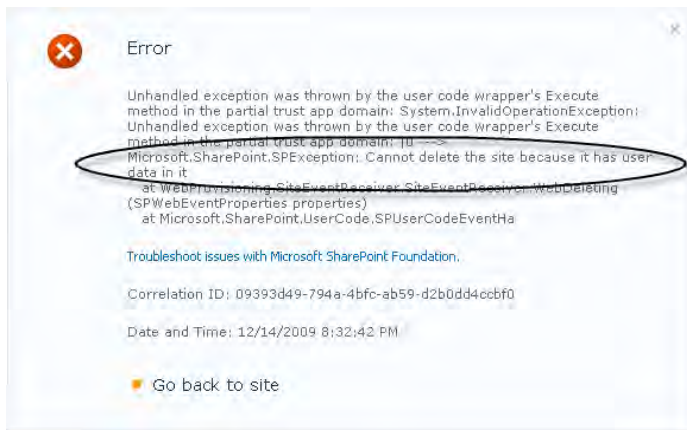 Error
Unhandled exception was thrown by the user code wrapper's Execute
method in the partial trust app domain: System.InvalidOperationException:
Unhandled exception was thrown by the user code wrapper's Execute
method in the partial trust app domain: |0 --->
Microsoft.SharePoint.SPException: Cannot delete the site because it has user
data in it
at WebProvisioning.SiteEventReceiver.SiteEventReceiver.WebDeleting
(SPWebEventProperties properties)
at Microsoft.SharePoint.UserCode.SPUserCodeEventHa
Troubleshoot issues with Microsoft SharePoint Foundation.
Correlation ID: 09393d49-794a-4bfc-ab59-d2b0dd4ccbf0
Date and Time: 12/14/2009 8:32:42 PM
Go back to site